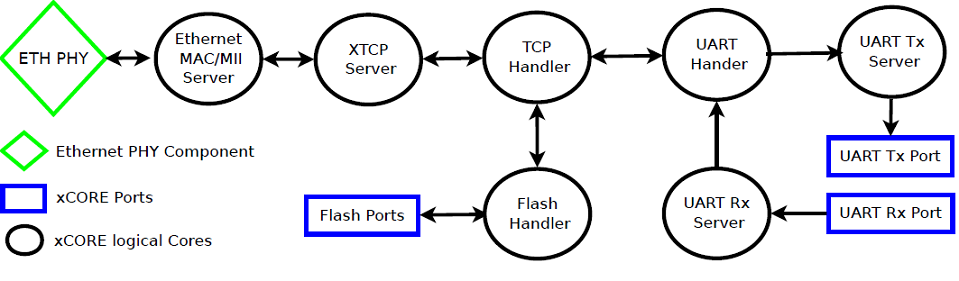 ETH PHY
Ethernet
MAC/MII
Server
XTCP
Server
TCP
Handler
UART
Hander
UART Tx
Server
UART Tx Port
Ethernet PHY Component
xCORE Ports
Flash Ports
Flash
Handler
UART Rx
Server
UART Rx Port
xCORE logical Cores